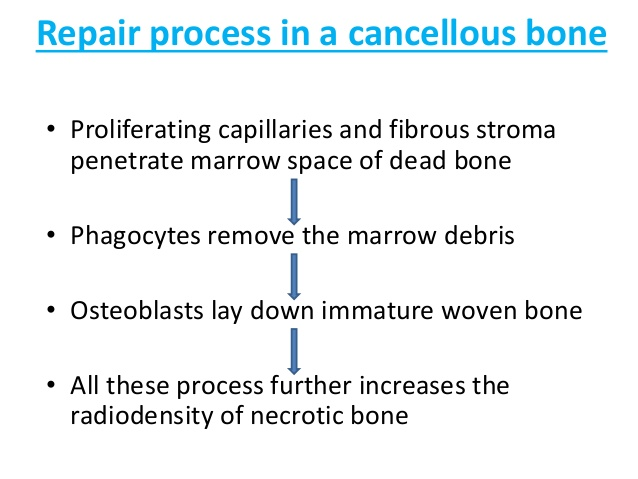 Repair process in a cancellous bone
• Proliferating capillaries and fibrous stroma
penetrate marrow space of dead bone
• Phagocytes remove the marrow debris
• Osteoblasts lay down immature woven bone
• All these process further increases the
radiodensity of necrotic bone